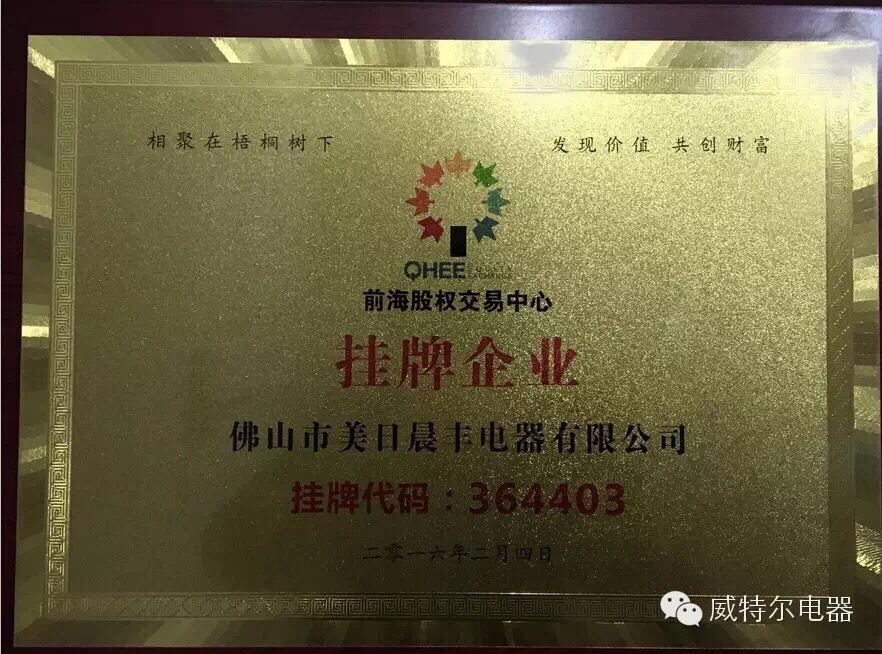 相聚在梧桐树下
发现价值 共创财富
QHEE
前海股权交易中心
挂牌企业
佛山市美日晨丰电器有限公司
挂牌代码：364403
二零一六年二月四日
威特尔电器